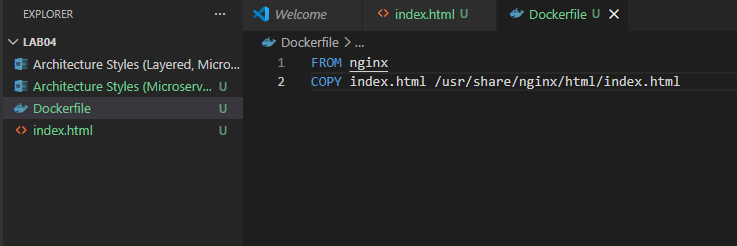 EXPLORER ...
Welcome index.html U Dockerfile U
LAB04
Architecture Styles (Layered, Micro...
Architecture Styles (Microserv... U
Dockerfile U
index.html U
Dockerfile > ...
1 FROM nginx
2 COPY index.html /usr/share/nginx/html/index.html